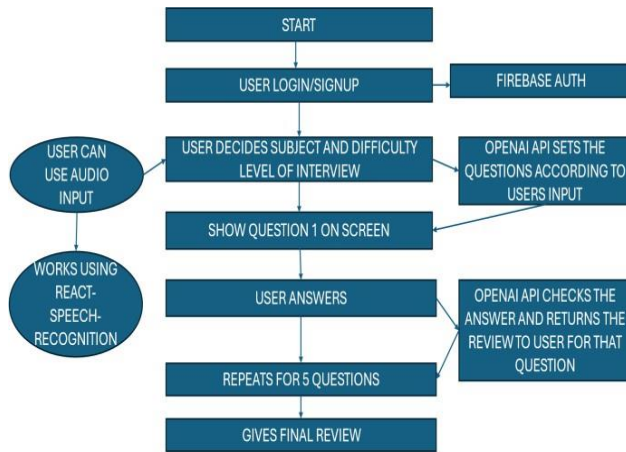 START
USER LOGIN/SIGNUP
FIREBASE AUTH
USER CAN
USE AUDIO
INPUT
USER DECIDES SUBJECT AND DIFFICULTY
LEVEL OF INTERVIEW
OPENAI API SETS THE
QUESTIONS ACCORDING TO
USERS INPUT
SHOW QUESTION 1 ON SCREEN
WORKS USING
REACT-
SPEECH-
RECOGNITION
USER ANSWERS
OPENAI API CHECKS THE
ANSWER AND RETURNS THE
REVIEW TO USER FOR THAT
QUESTION
REPEATS FOR 5 QUESTIONS
GIVES FINAL REVIEW